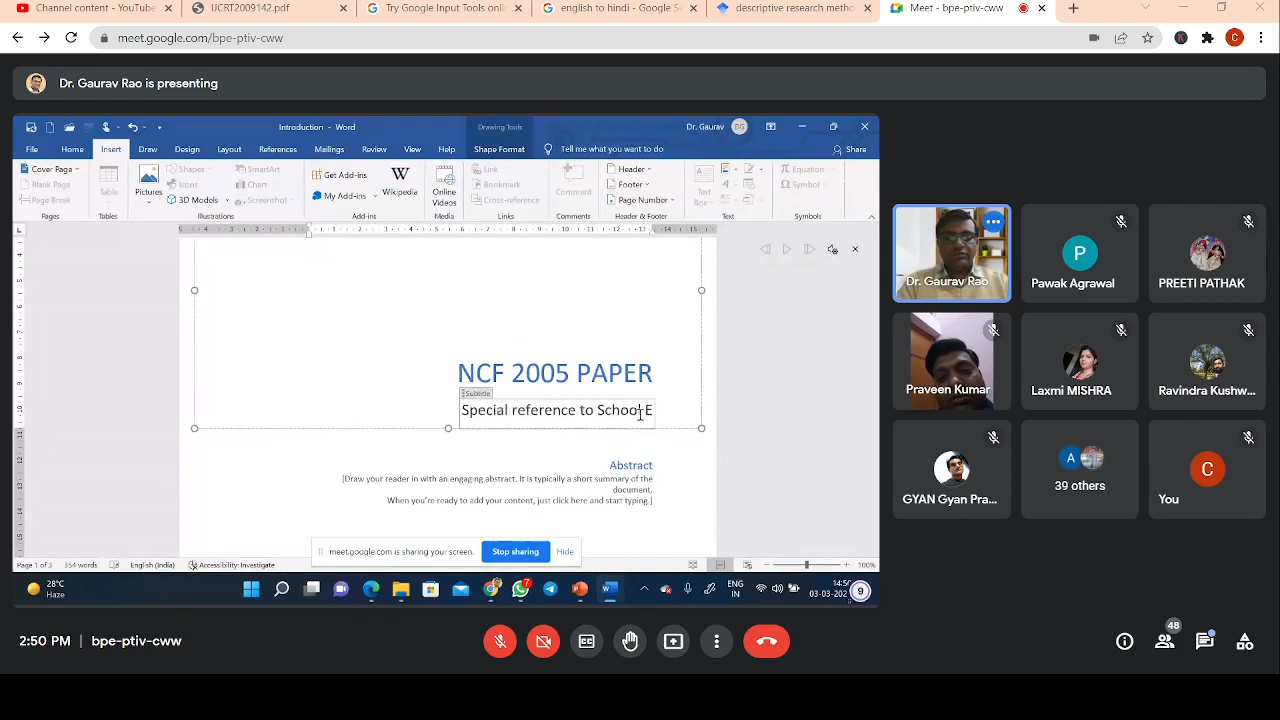 Channel content - YouTube
IJCRT2009142.pdf
Try Google Input Tools onli
english to hindi - Google Se
descriptive research metho
Meet - bpe-ptiv-cww
meet.google.com/bpe-ptiv-cww
K
C
Dr. Gaurav Rao is presenting
Introduction - Word
Drawing Tools
Dr. Gaurav
DG
File
Home
Insert
Draw
Design
Layout
References
Mailings
Review
View
Help
Shape Format
Tell me what you want to do
Share
Cover Page
Blank Page
Page Break
Pages
Table
Tables
Pictures
Shapes
Icons
3D Models
SmartArt
Chart
Screenshot
Illustrations
Get Add-ins
My Add-ins
Add-ins
Wikipedia
Online Videos
Media
Link
Bookmark
Cross-reference
Links
Comment
Comments
Header
Footer
Page Number
Header & Footer
Text Box
Text
Equation
Symbol
Symbols
NCF 2005 PAPER
Subtitle
Special reference to School E
Abstract
[Draw your reader in with an engaging abstract. It is typically a short summary of the
document.
When you're ready to add your content, just click here and start typing.]
meet.google.com is sharing your screen.
Stop sharing
Hide
Page 1 of 3
354 words
English (India)
Accessibility: Investigate
100%
28°C
Haze
7
ENG
IN
14:50
03-03-202
9
Dr. Gaurav Rao
P
Pawak Agrawal
PREETI PATHAK
Praveen Kumar
Laxmi MISHRA
Ravindra Kushw...
GYAN Gyan Pra...
A
39 others
C
You
2:50 PM
bpe-ptiv-cww
48